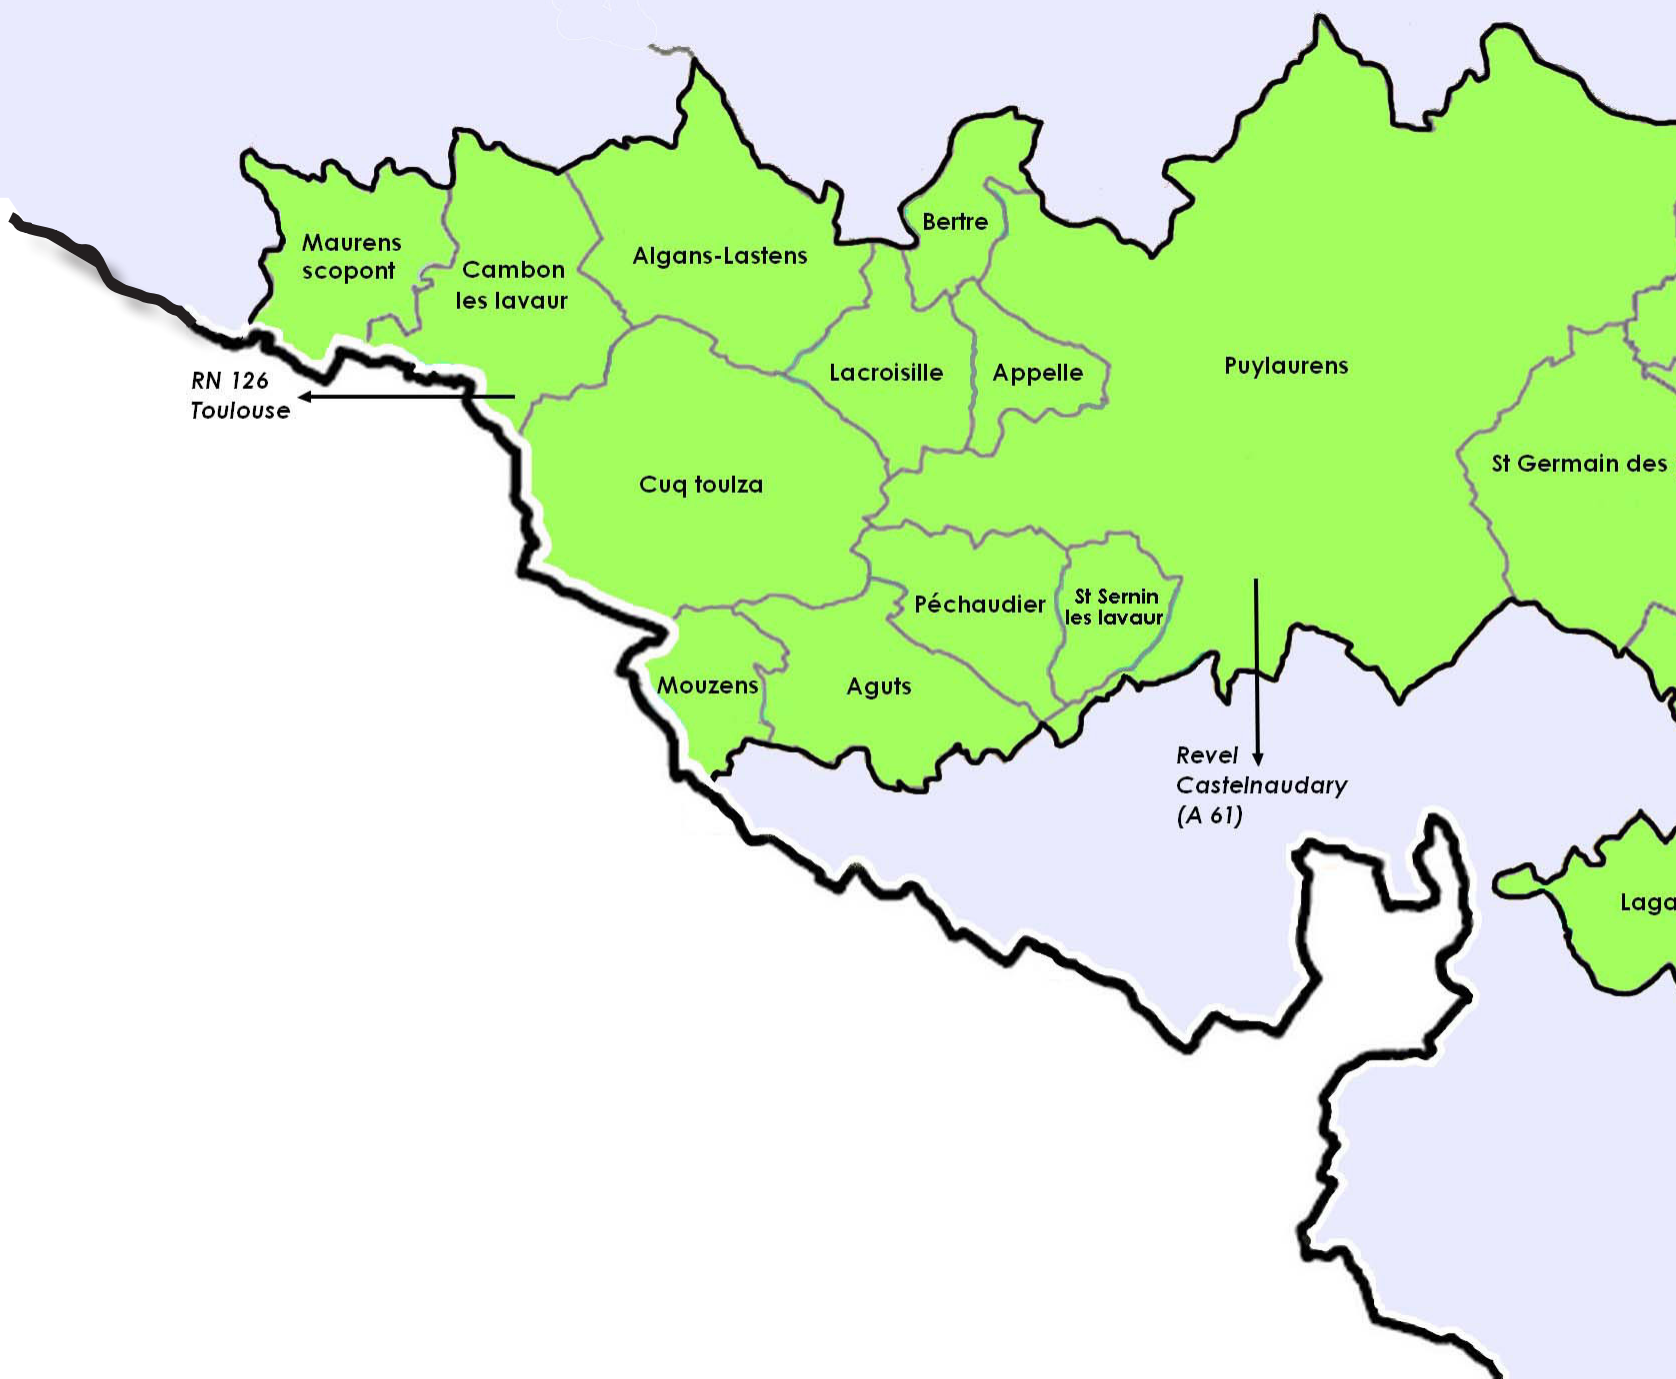 Bertre
Maurens
scopont
Algans-Lastens
Cambon
les lavaur
Lacroisille
Appelle
Puylaurens
RN 126
Toulouse
St Germain des
Cuq toulza
Péchaudier
St Sernin
les lavaur
Mouzens
Aguts
Revel
Castelnaudary
(A 61)
Laga